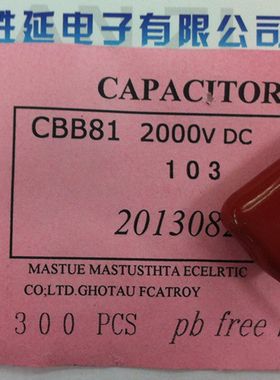 胜延电子有限公司
CAPACITOR
CBB81 2000V DC
103
2013082
MASTUE MASTUSTHTA ECELRTIC
CO;LTD.GHOTAU FCATROY
300 PCS pb free